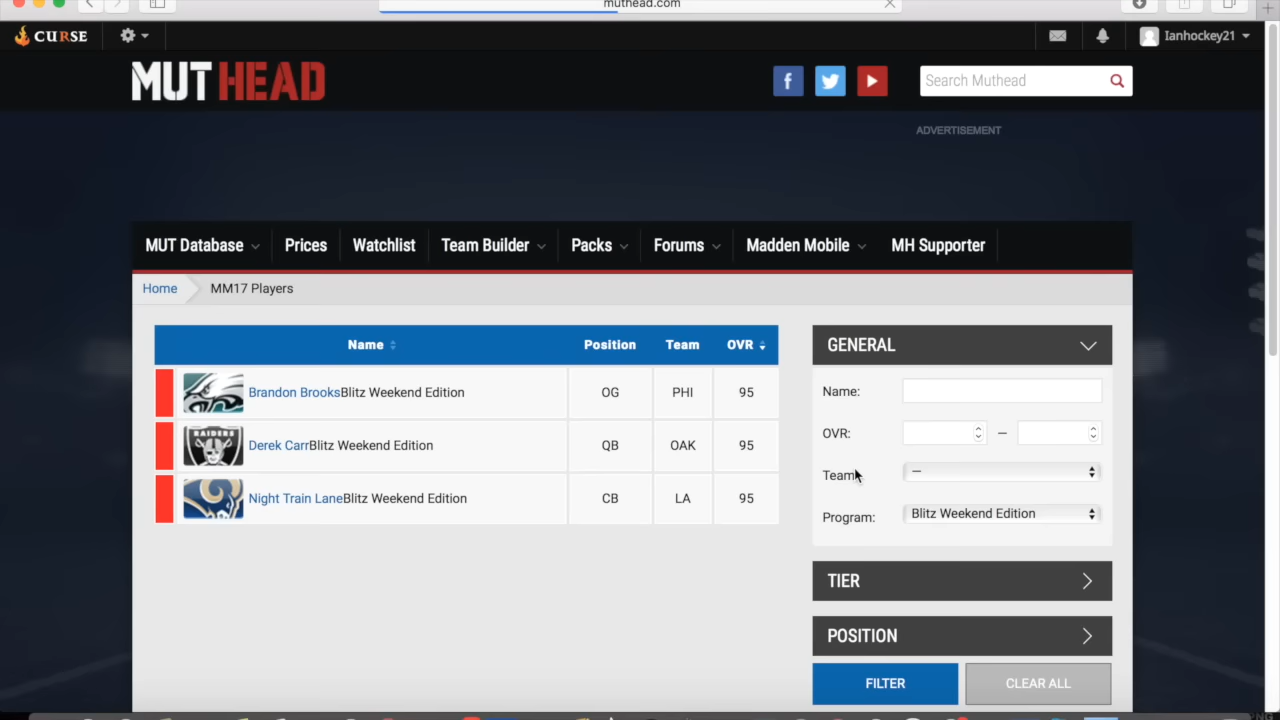 muthead.com
CURSE
Ianhockey21
MUTHEAD
f
Search Muthead
ADVERTISEMENT
MUT Database Prices Watchlist Team Builder Packs Forums Madden Mobile MH Supporter
Home MM17 Players
Name Position Team OVR
Brandon BrooksBlitz Weekend Edition OG PHI 95
RAIDERS
Derek CarrBlitz Weekend Edition QB OAK 95
Night Train LaneBlitz Weekend Edition CB LA 95
GENERAL
Name:
OVR: –
Team: –
Program: Blitz Weekend Edition
TIER
POSITION
FILTER CLEAR ALL